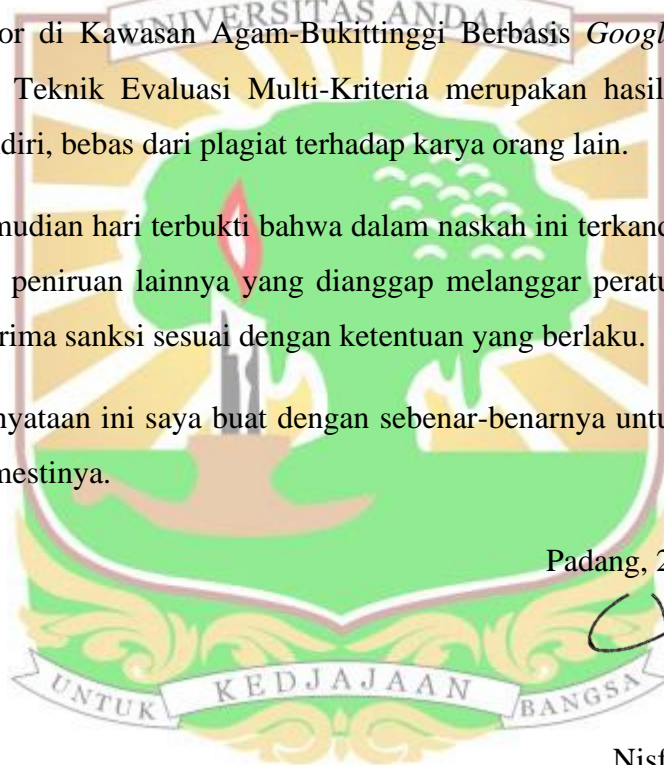 UNIVERSITAS ANDALAS
or di Kawasan Agam-Bukittinggi Berbasis Googl
Teknik Evaluasi Multi-Kriteria merupakan hasil
diri, bebas dari plagiat terhadap karya orang lain.
mudian hari terbukti bahwa dalam naskah ini terkand
peniruan lainnya yang dianggap melanggar peratu
rima sanksi sesuai dengan ketentuan yang berlaku.
nyataan ini saya buat dengan sebenar-benarnya untu
mestinya.
Padang, 2
UNTUK KEDJAJAAN BANGSA
Nisf